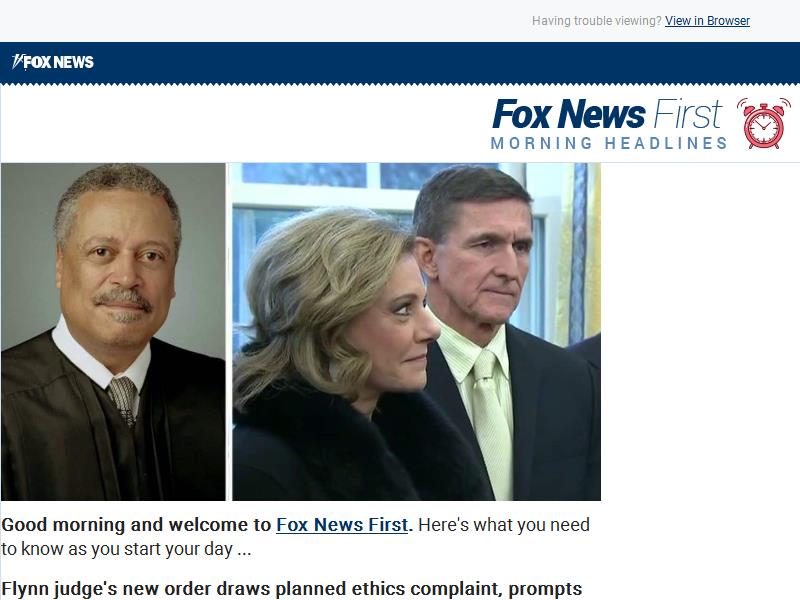 Having trouble viewing? View in Browser
FOX NEWS
Fox News First
MORNING HEADLINES
Good morning and welcome to Fox News First. Here's what you need
to know as you start your day ...
Flynn judge's new order draws planned ethics complaint, prompts